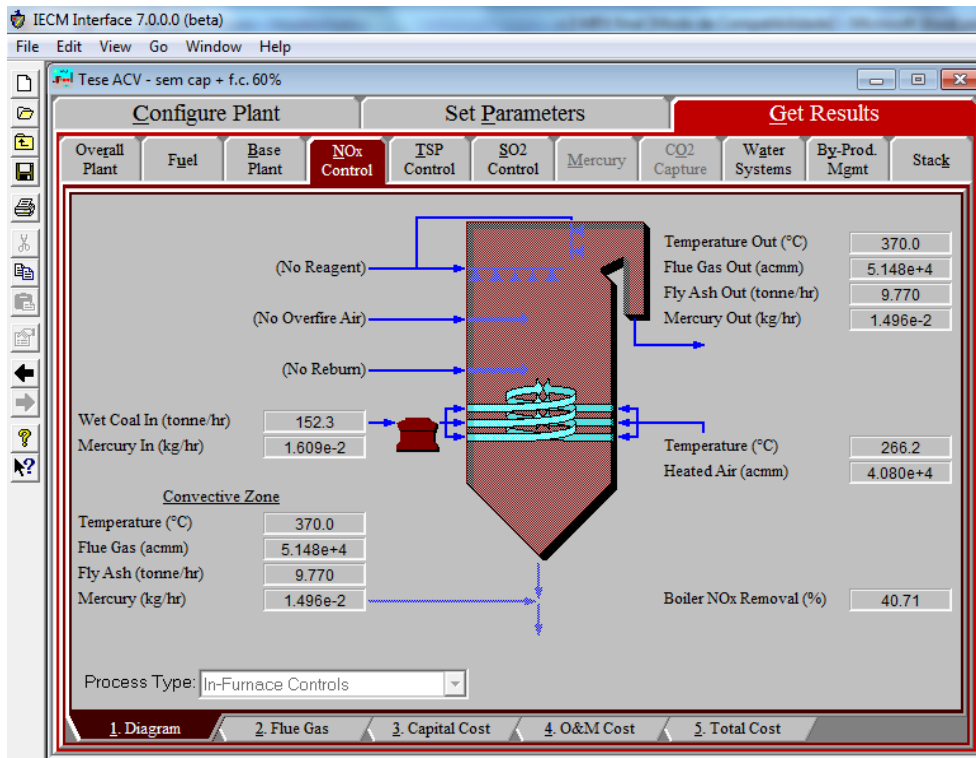 IECM Interface 7.0.0.0 (beta)
File Edit View Go Window Help
Tese ACV - sem cap + f.c. 60%
Configure Plant Set Parameters Get Results
Overall Plant Fuel Base Plant NOx Control TSP Control SO2 Control Mercury CO2 Capture Water Systems By-Prod. Mgmt Stack
(No Reagent)
(No Overfire Air)
(No Reburn)
Temperature Out (°C) 370.0
Flue Gas Out (acmm) 5.148e+4
Fly Ash Out (tonne/hr) 9.770
Mercury Out (kg/hr) 1.496e-2
Wet Coal In (tonne/hr) 152.3
Mercury In (kg/hr) 1.609e-2
Temperature (°C) 266.2
Heated Air (acmm) 4.080e+4
Convective Zone
Temperature (°C) 370.0
Flue Gas (acmm) 5.148e+4
Fly Ash (tonne/hr) 9.770
Mercury (kg/hr) 1.496e-2
Boiler NOx Removal (%) 40.71
Process Type: In-Furnace Controls
1. Diagram 2. Flue Gas 3. Capital Cost 4. O&M Cost 5. Total Cost